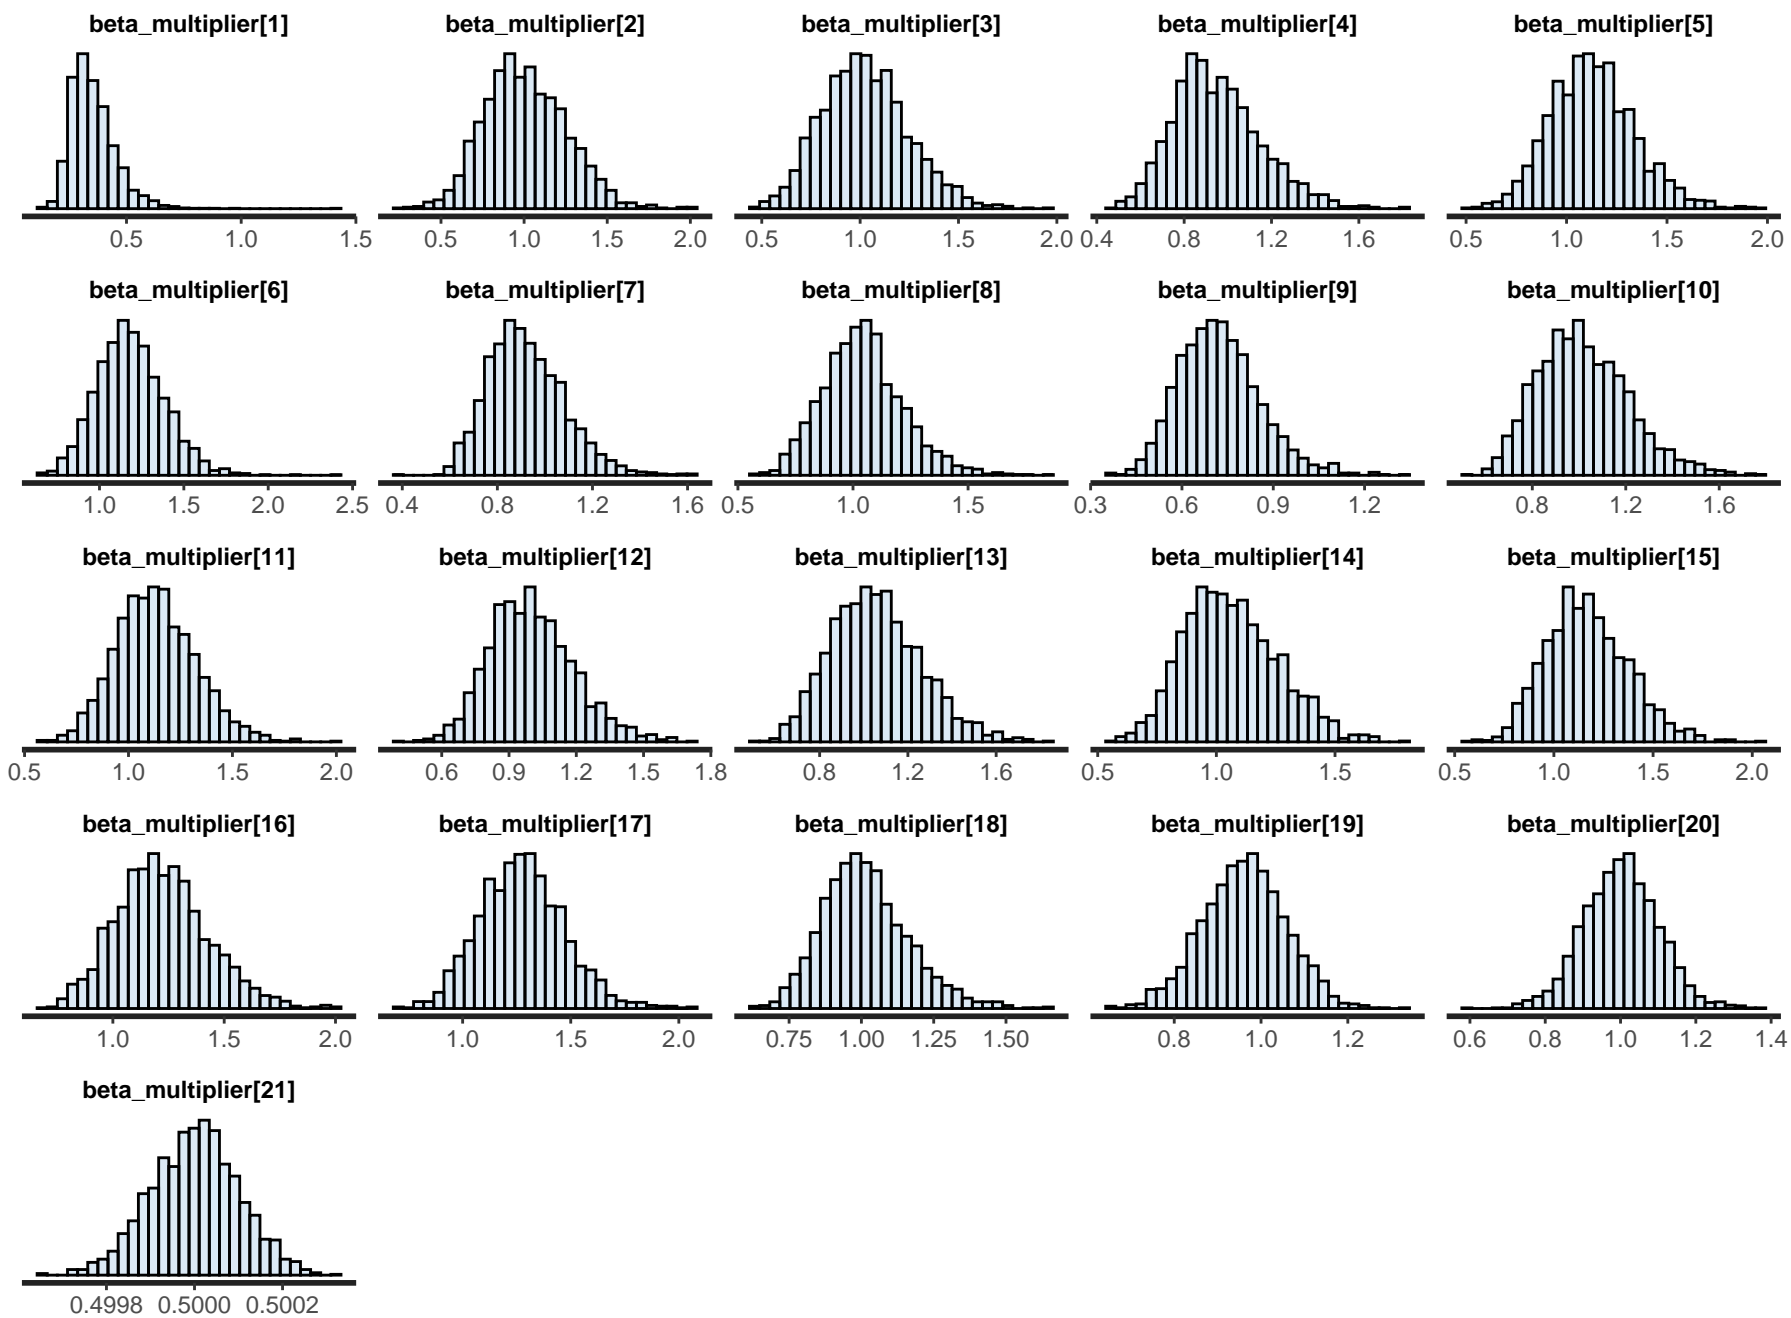 beta_multiplier[1] beta_multiplier[2] beta_multiplier[3] beta_multiplier[4] beta_multiplier[5]
0.5 1.0 1.5 0.5 1.0 1.5 2.0 0.5 1.0 1.5 2.0 0.4 0.8 1.2 1.6 0.5 1.0 1.5 2.0
beta_multiplier[6] beta_multiplier[7] beta_multiplier[8] beta_multiplier[9] beta_multiplier[10]
1.0 1.5 2.0 2.5 0.4 0.8 1.2 1.6 0.5 1.0 1.5 0.3 0.6 0.9 1.2 0.8 1.2 1.6
beta_multiplier[11] beta_multiplier[12] beta_multiplier[13] beta_multiplier[14] beta_multiplier[15]
0.5 1.0 1.5 2.0 0.6 0.9 1.2 1.5 1.8 0.8 1.2 1.6 0.5 1.0 1.5 0.5 1.0 1.5 2.0
beta_multiplier[16] beta_multiplier[17] beta_multiplier[18] beta_multiplier[19] beta_multiplier[20]
1.0 1.5 2.0 1.0 1.5 2.0 0.75 1.00 1.25 1.50 0.8 1.0 1.2 0.6 0.8 1.0 1.2 1.4
beta_multiplier[21]
0.4998 0.5000 0.5002